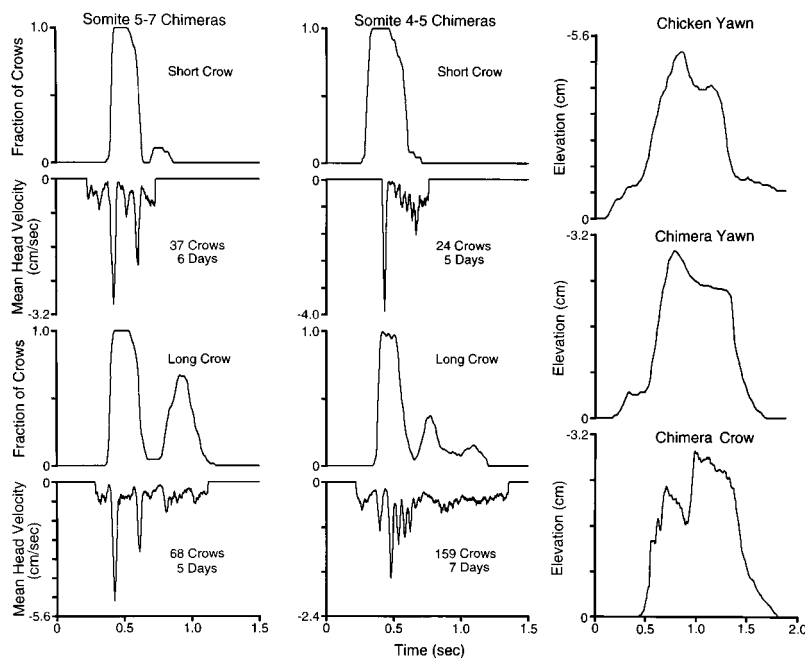 Somite 5-7 Chimeras
Fraction of Crows
1.0
0
Short Crow
Mean Head Velocity
(cm/sec)
0
-3.2
37 Crows
6 Days
Fraction of Crows
1.0
0
Long Crow
Mean Head Velocity
(cm/sec)
0
-5.6
68 Crows
5 Days
0
0.5
1.0
1.5
Somite 4-5 Chimeras
1.0
0
Short Crow
0
-4.0
24 Crows
5 Days
1.0
0
Long Crow
0
-2.4
159 Crows
7 Days
0
0.5
1.0
1.5
Time (sec)
Chicken Yawn
Elevation (cm)
-5.6
0
Chimera Yawn
Elevation (cm)
-3.2
0
Chimera Crow
Elevation (cm)
-3.2
0
0
0.5
1.0
1.5
2.0